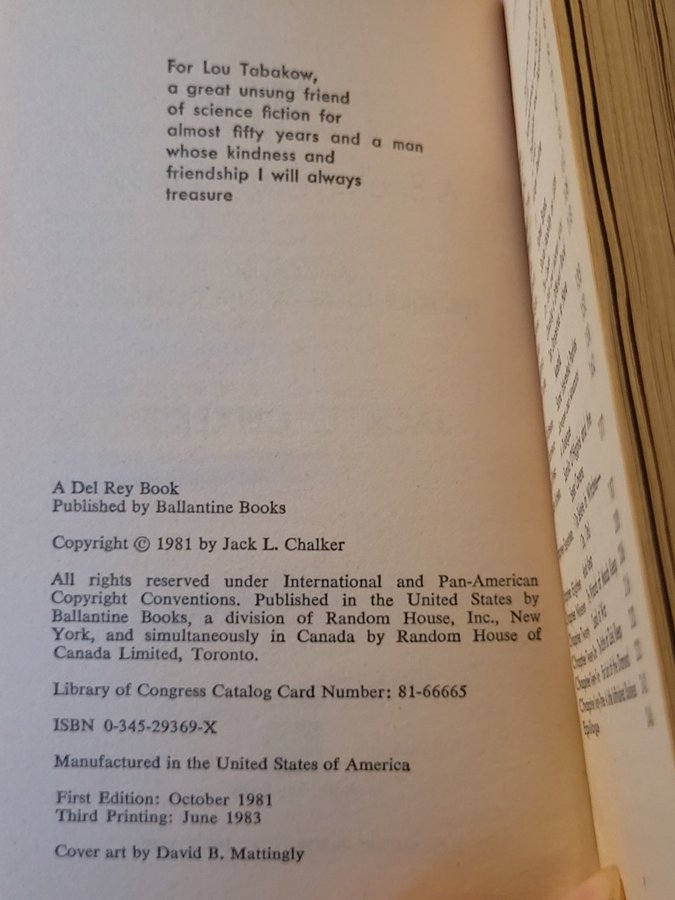 For Lou Tabakow,
a great unsung friend
of science fiction for
almost fifty years and a man
whose kindness and
friendship I will always
treasure
A Del Rey Book
Published by Ballantine Books
Copyright © 1981 by Jack L. Chalker
All rights reserved under International and Pan-American
Copyright Conventions. Published in the United States by
Ballantine Books, a division of Random House, Inc., New
York, and simultaneously in Canada by Random House of
Canada Limited, Toronto.
Library of Congress Catalog Card Number: 81-66665
ISBN 0-345-29369-X
Manufactured in the United States of America
First Edition: October 1981
Third Printing: June 1983
Cover art by David B. Mattingly
Epilogue